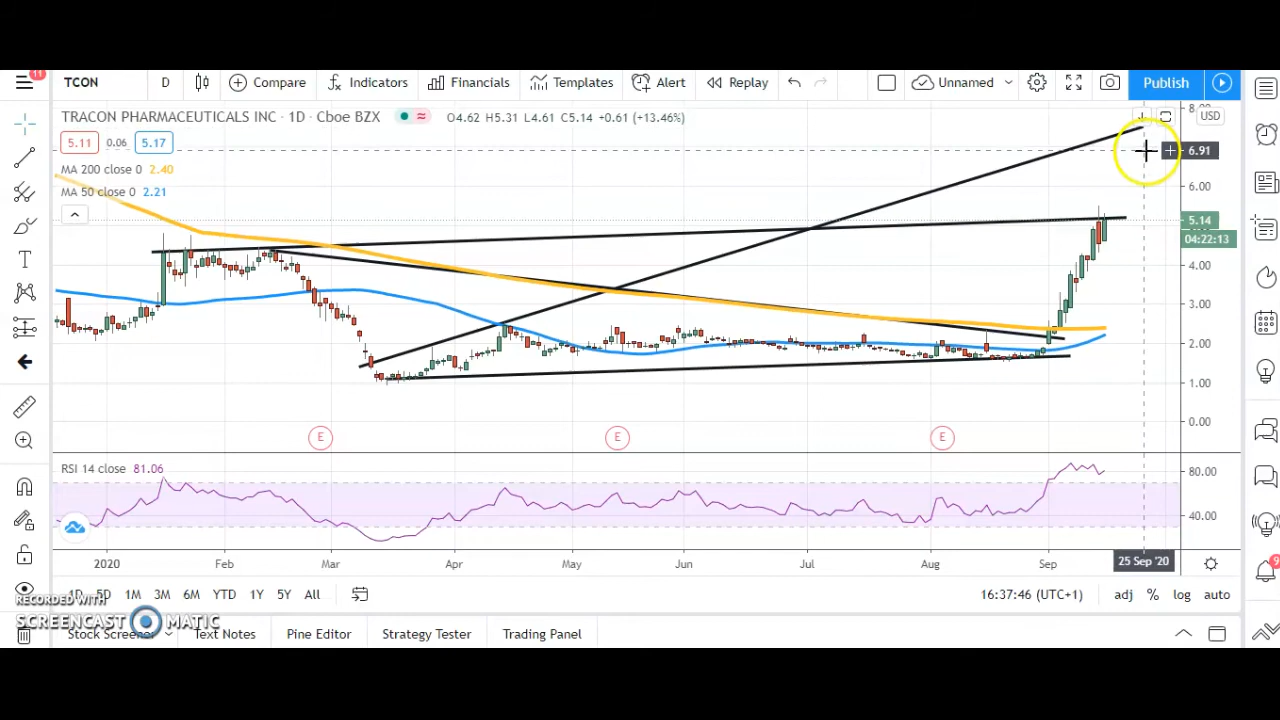 11
TCON D Compare Indicators Financials Templates Alert Replay Unnamed Publish
TRACON PHARMACEUTICALS INC · 1D · Cboe BZX O4.62 H5.31 L4.61 C5.14 +0.61 (+13.46%)
8.00 USD
5.11 0.06 5.17
6.91
MA 200 close 0 2.40
MA 50 close 0 2.21
6.00
5.14
04:22:13
4.00
3.00
2.00
1.00
0.00
E E E
RSI 14 close 81.06
80.00
40.00
2020 Feb Mar Apr May Jun Jul Aug Sep 25 Sep '20
1D 5D 1M 3M 6M YTD 1Y 5Y All 16:37:46 (UTC+1) adj % log auto
9
RECORDED WITH
SCREENCAST MATIC
Stock Screener Text Notes Pine Editor Strategy Tester Trading Panel